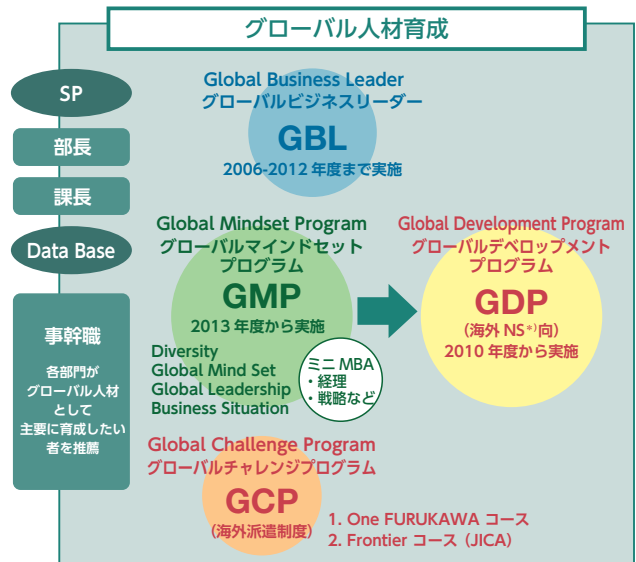 グローバル人材育成
SP
部長
課長
Data Base
事幹職
各部門が
グローバル人材
として
主要に育成したい
者を推薦
Global Business Leader
グローバルビジネスリーダー
GBL
2006-2012 年度まで実施
Global Mindset Program
グローバルマインドセット
プログラム
GMP
2013 年度から実施
Diversity
Global Mind Set
Global Leadership
Business Situation
ミニ MBA
・経理
・戦略など
Global Development Program
グローバルデベロップメント
プログラム
GDP
(海外 NS*)向)
2010 年度から実施
Global Challenge Program
グローバルチャレンジプログラム
GCP
(海外派遣制度)
1. One FURUKAWA コース
2. Frontier コース (JICA)